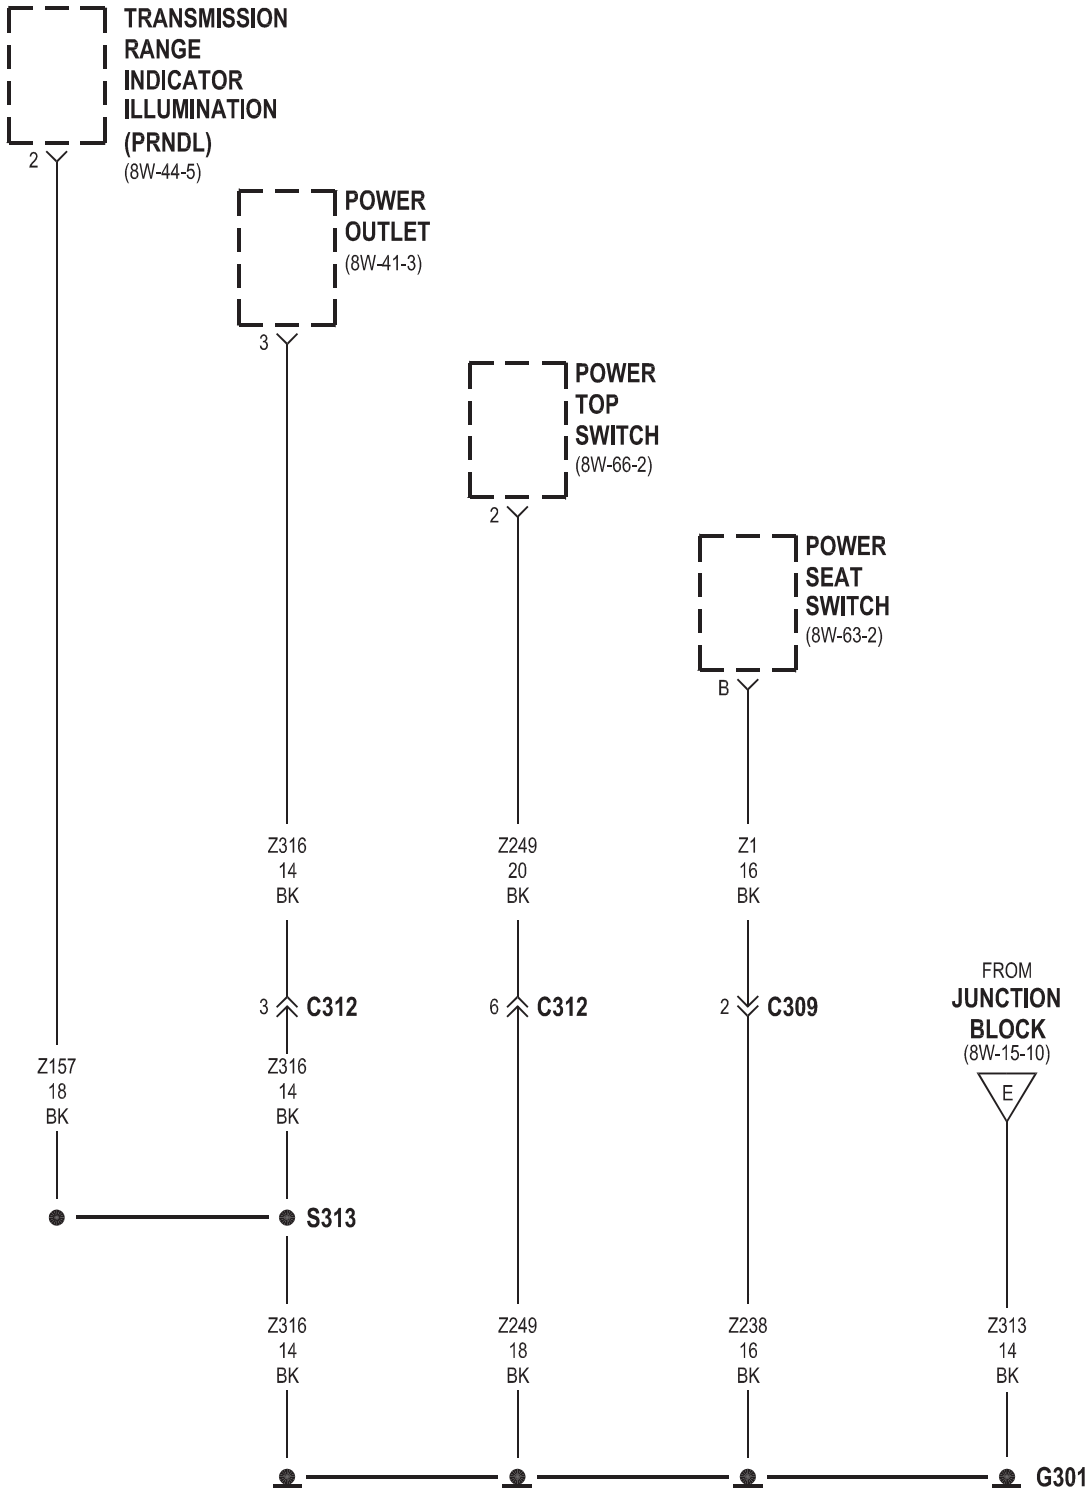 TRANSMISSION
RANGE
INDICATOR
ILLUMINATION
(PRNDL)
(8W-44-5)
2
POWER
OUTLET
(8W-41-3)
3
POWER
TOP
SWITCH
(8W-66-2)
2
POWER
SEAT
SWITCH
(8W-63-2)
B
Z316
14
BK
Z249
20
BK
Z1
16
BK
FROM
JUNCTION
BLOCK
(8W-15-10)
E
3 C312
6 C312
2 C309
Z157
18
BK
Z316
14
BK
S313
Z316
14
BK
Z249
18
BK
Z238
16
BK
Z313
14
BK
G301